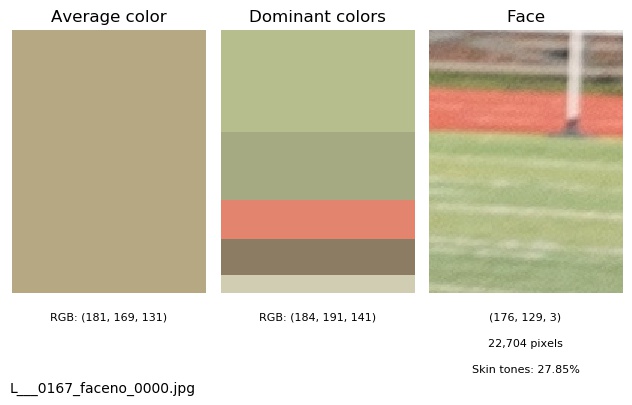 Average color
Dominant colors
Face
RGB: (181, 169, 131)
RGB: (184, 191, 141)
(176, 129, 3)
22,704 pixels
Skin tones: 27.85%
L___0167_faceno_0000.jpg